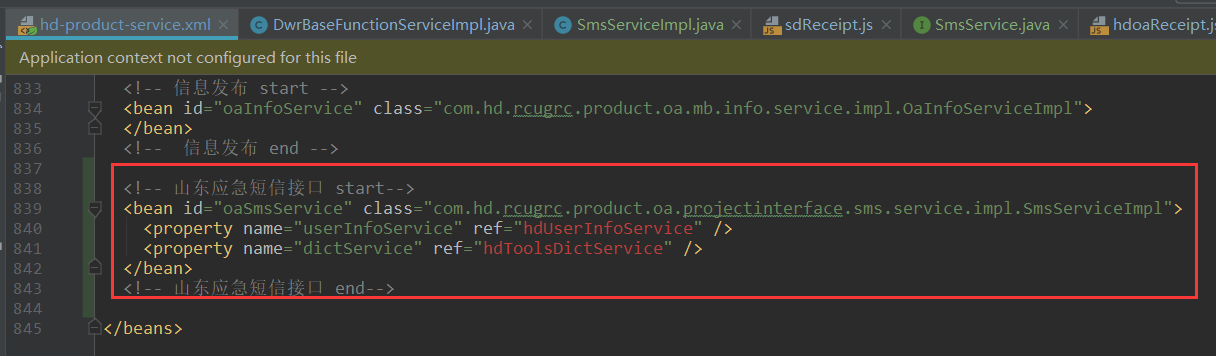 hd-product-service.xml × DwrBaseFunctionServiceImpl.java × SmsServiceImpl.java × sdReceipt.js × SmsService.java × hdoaReceipt.js
Application context not configured for this file
833 <!-- 信息发布 start -->
834 <bean id="oaInfoService" class="com.hd.rcugrc.product.oa.mb.info.service.impl.OaInfoServiceImpl">
835 </bean>
836 <!--  信息发布 end -->
837
838 <!-- 山东应急短信接口 start-->
839 <bean id="oaSmsService" class="com.hd.rcugrc.product.oa.projectinterface.sms.service.impl.SmsServiceImpl">
840 <property name="userInfoService" ref="hdUserInfoService" />
841 <property name="dictService" ref="hdToolsDictService" />
842 </bean>
843 <!-- 山东应急短信接口 end-->
844
845 </beans>